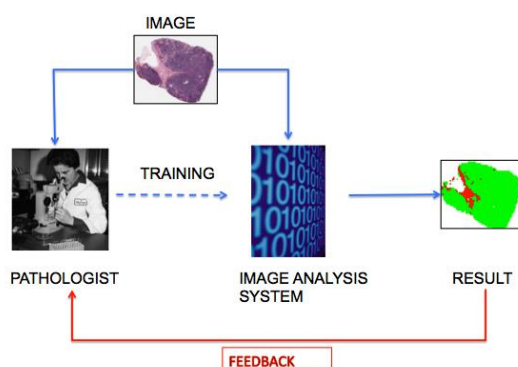 IMAGE
TRAINING
PATHOLOGIST
IMAGE ANALYSIS
SYSTEM
RESULT
FEEDBACK